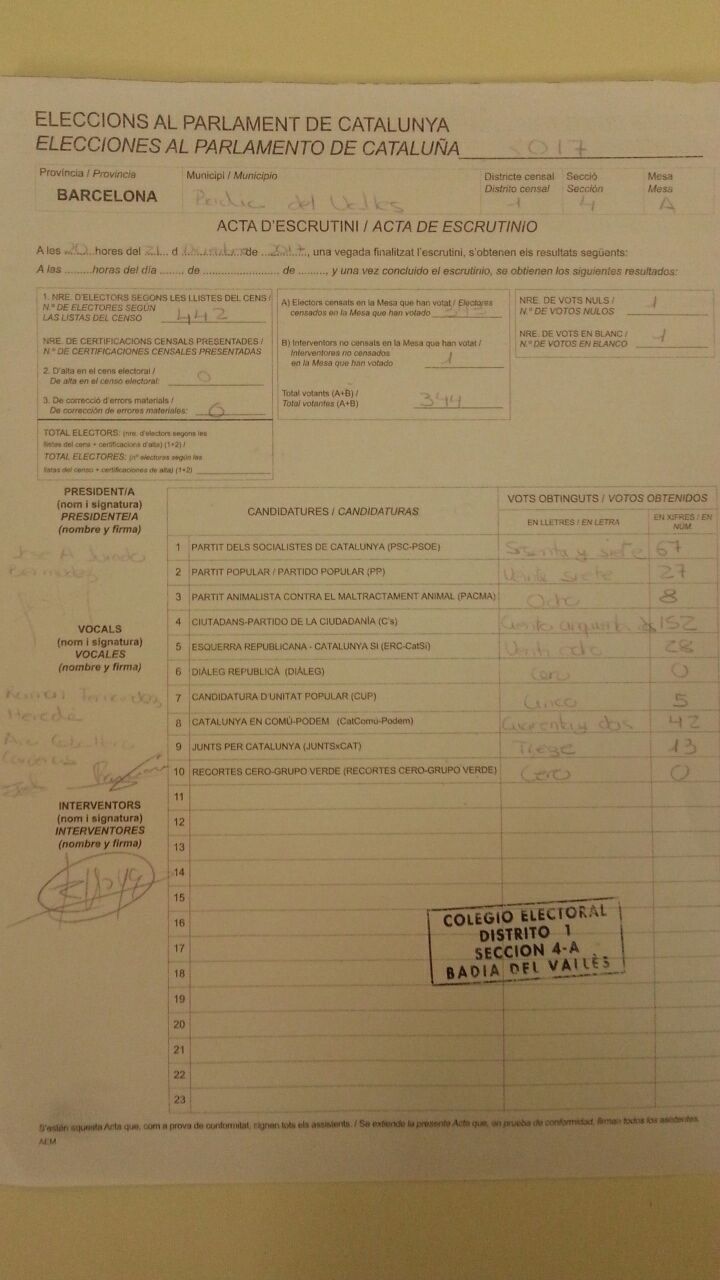 ELECCIONS AL PARLAMENT DE CATALUNYA
ELECCIONES AL PARLAMENTO DE CATALUÑA 2017
Provincia / Provincia
BARCELONA
Municipi / Municipio
Badia del Vallès
Districte censal
Distrito censal
1
Secció
Sección
4
Mesa
Mesa
A
ACTA D'ESCRUTINI / ACTA DE ESCRUTINIO
A les 20 hores del 21 d de 2017, una vegada finalitzat l'escrutini, s'obtenen els resultats següents:
A las .........horas del día ......., de ......................... de ........., y una vez concluido el escrutinio, se obtienen los siguientes resultados:
1. NRE. D'ELECTORS SEGONS LES LLISTES DEL CENS /
N.º DE ELECTORES SEGÚN
LAS LISTAS DEL CENSO 442
NRE. DE CERTIFICACIONS CENSALS PRESENTADES /
N.º DE CERTIFICACIONES CENSALES PRESENTADAS
2. D'alta en el cens electoral /
De alta en el censo electoral: 0
3. De correcció d'errors materials /
De corrección de errores materiales: 0
TOTAL ELECTORS: (nre. d'electors segons les
llistes del cens + certificacions d'alta) (1+2) /
TOTAL ELECTORES: (nº electores según las
listas del censo + certificaciones de alta) (1+2)
A) Electors censats en la Mesa que han votat / Electores
censados en la Mesa que han votado 343
B) Interventors no censats en la Mesa que han votat /
Interventores no censados
en la Mesa que han votado 1
Total votants (A+B) /
Total votantes (A+B) 344
NRE. DE VOTS NULS /
N.º DE VOTOS NULOS 1
NRE. DE VOTS EN BLANC /
N.º DE VOTOS EN BLANCO 1
PRESIDENT/A
(nom i signatura)
PRESIDENTE/A
(nombre y firma)
Jose A
VOCALS
(nom i signatura)
VOCALES
(nombre y firma)
Heredia
INTERVENTORS
(nom i signatura)
INTERVENTORES
(nombre y firma)
CANDIDATURES / CANDIDATURAS
VOTS OBTINGUTS / VOTOS OBTENIDOS
EN LLETRES / EN LETRA
EN XIFRES / EN NÚM.
1 PARTIT DELS SOCIALISTES DE CATALUNYA (PSC-PSOE) Sesenta y siete 67
2 PARTIT POPULAR / PARTIDO POPULAR (PP) siete 27
3 PARTIT ANIMALISTA CONTRA EL MALTRACTAMENT ANIMAL (PACMA) Ocho 8
4 CIUTADANS-PARTIDO DE LA CIUDADANÍA (C's) Ciento 152
5 ESQUERRA REPUBLICANA - CATALUNYA SI (ERC-CatSí) Venti ocho 28
6 DIÀLEG REPUBLICÀ (DIÀLEG) Cero 0
7 CANDIDATURA D'UNITAT POPULAR (CUP) Cinco 5
8 CATALUNYA EN COMÚ-PODEM (CatComú-Podem) Cuarenta y dos 42
9 JUNTS PER CATALUNYA (JUNTSxCAT) Trece 13
10 RECORTES CERO-GRUPO VERDE (RECORTES CERO-GRUPO VERDE) Cero 0
11
12
13
14
15
16
17
18
19
20
21
22
23
COLEGIO ELECTORAL
DISTRITO 1
SECCION 4-A
BADIA DEL VALLÈS
S'estén aquesta Acta que, com a prova de conformitat, signen tots els assistents. / Se extiende la presente Acta que, en prueba de conformidad, firman todos los asistentes.
AEM